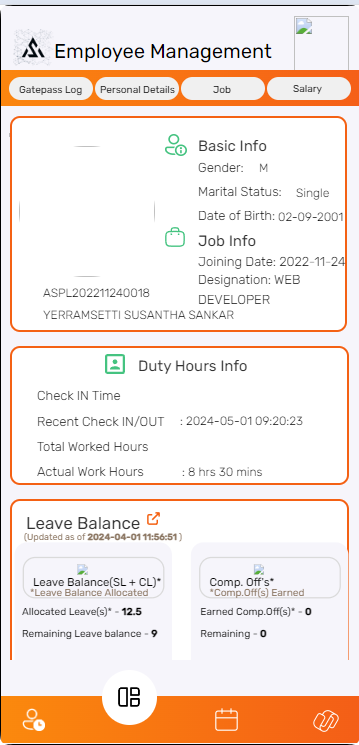 Employee Management
Gatepass Log Personal Details Job Salary
Basic Info
Gender: M
Marital Status: Single
Date of Birth: 02-09-2001
Job Info
Joining Date: 2022-11-24
Designation: WEB
DEVELOPER
ASPL202211240018
YERRAMSETTI SUSANTHA SANKAR
Duty Hours Info
Check IN Time
Recent Check IN/OUT : 2024-05-01 09:20:23
Total Worked Hours
Actual Work Hours : 8 hrs 30 mins
Leave Balance
(Updated as of 2024-04-01 11:56:51 )
Leave Balance(SL + CL)*
*Leave Balance Allocated
Allocated Leave(s)* - 12.5
Remaining Leave balance - 9
Comp. Off's*
*Comp.Off(s) Earned
Earned Comp.Off(s)* - 0
Remaining - 0